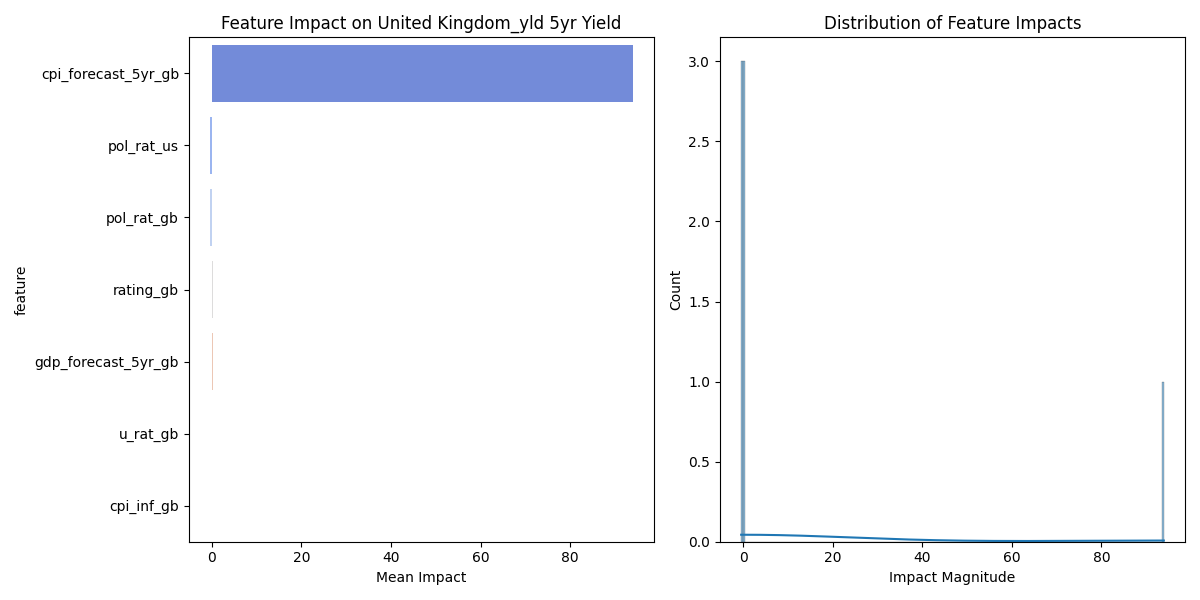 Feature Impact on United Kingdom_yld 5yr Yield
feature
cpi_forecast_5yr_gb
pol_rat_us
pol_rat_gb
rating_gb
gdp_forecast_5yr_gb
u_rat_gb
cpi_inf_gb
0 20 40 60 80
Mean Impact
Distribution of Feature Impacts
Count
3.0
2.5
2.0
1.5
1.0
0.5
0.0
0 20 40 60 80
Impact Magnitude